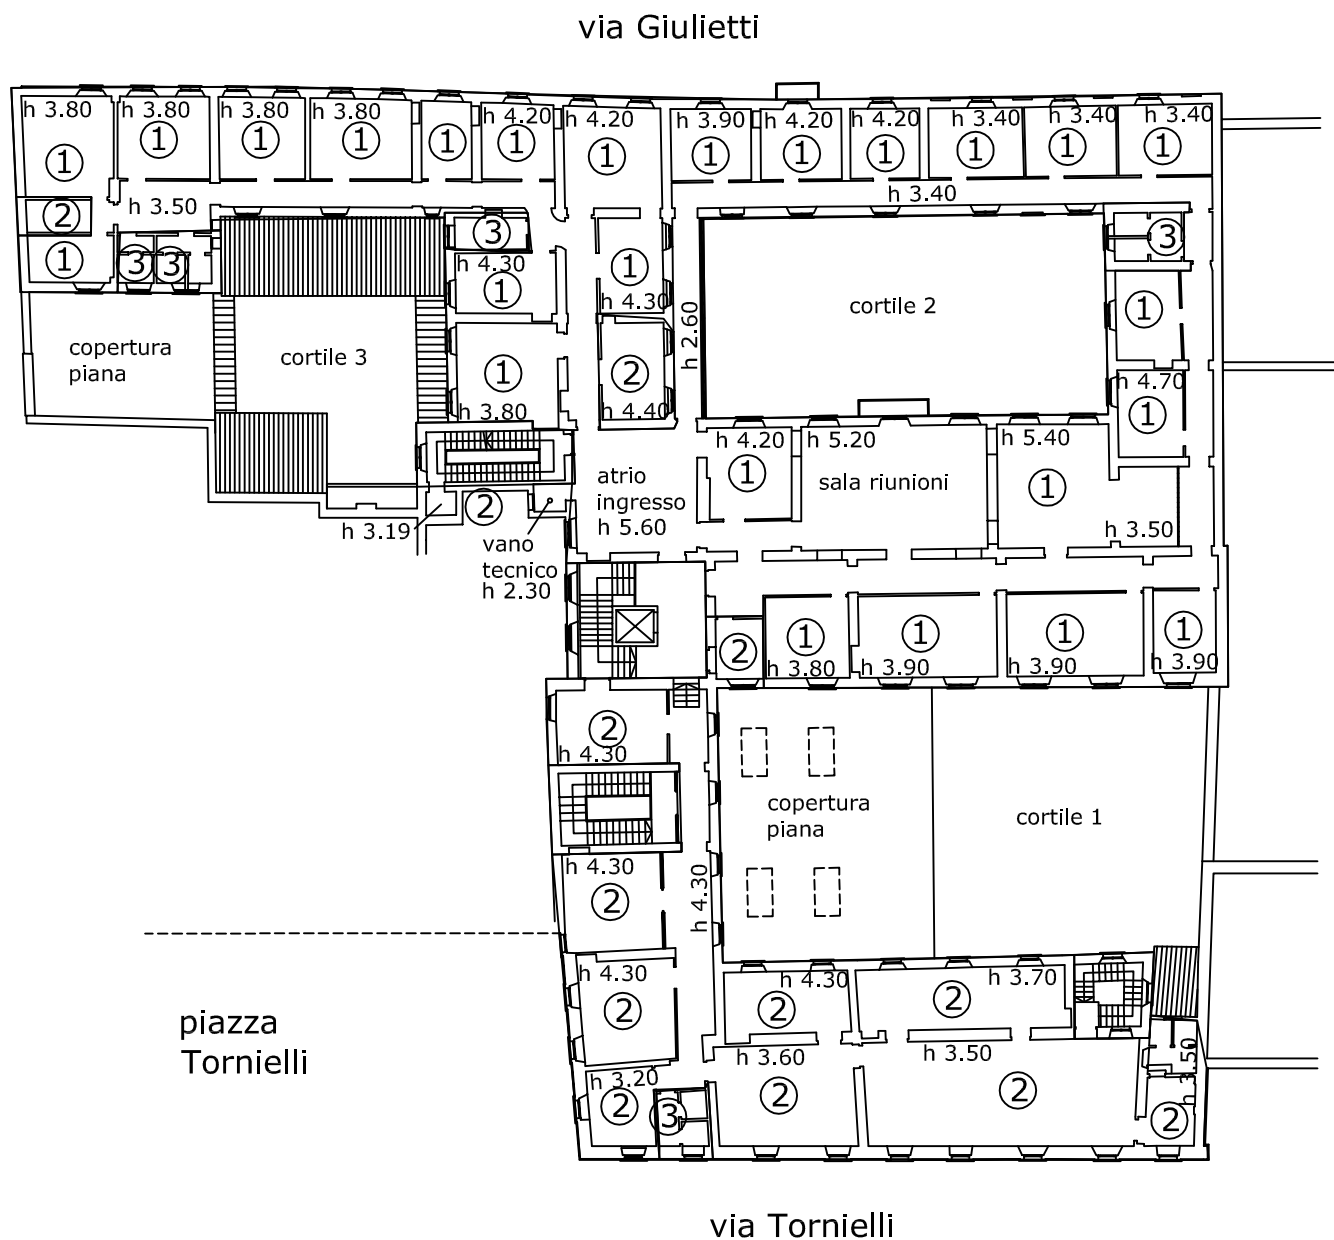 via Giulietti
h 3.80
h 3.80
h 3.80
h 3.80
h 4.20
h 4.20
h 3.90
h 4.20
h 4.20
h 3.40
h 3.40
h 3.40
1
1
1
1
1
1
1
1
1
1
1
1
1
h 3.50
h 3.40
2
3
3
1
3
3
h 4.30
1
1
h 4.30
1
h 2.60
cortile 2
copertura
piana
cortile 3
1
h 3.80
2
h 4.40
h 4.70
1
h 4.20
1
h 5.20
sala riunioni
h 5.40
1
h 3.50
atrio
ingresso
h 5.60
2
h 3.19
vano
tecnico
h 2.30
2
1
h 3.80
1
h 3.90
1
h 3.90
1
h 3.90
2
h 4.30
copertura
piana
cortile 1
h 4.30
2
h 4.30
h 4.30
2
h 4.30
2
h 3.70
2
piazza
Tornielli
h 3.20
2
3
h 3.60
2
h 3.50
2
h 3.50
2
via Tornielli